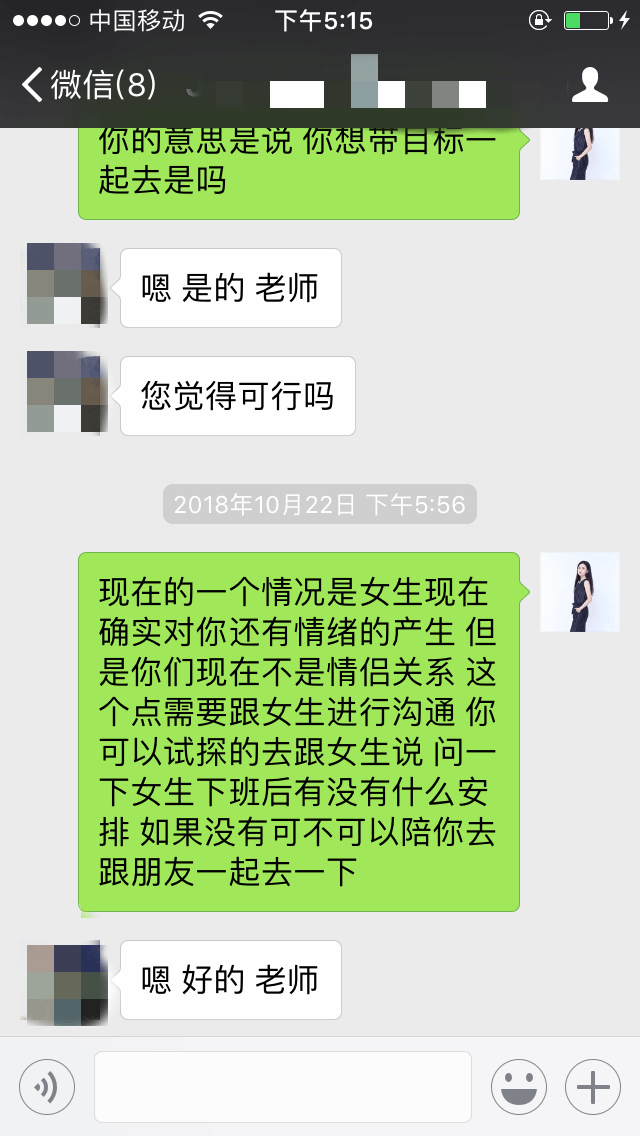 中国移动
下午5:15
微信(8)
你的意思是说 你想带目标一
起去是吗
嗯 是的 老师
您觉得可行吗
2018年10月22日 下午5:56
现在的一个情况是女生现在
确实对你还有情绪的产生 但
是你们现在不是情侣关系 这
个点需要跟女生进行沟通 你
可以试探的去跟女生说 问一
下女生下班后有没有什么安
排 如果没有可不可以陪你去
跟朋友一起去一下
嗯 好的 老师